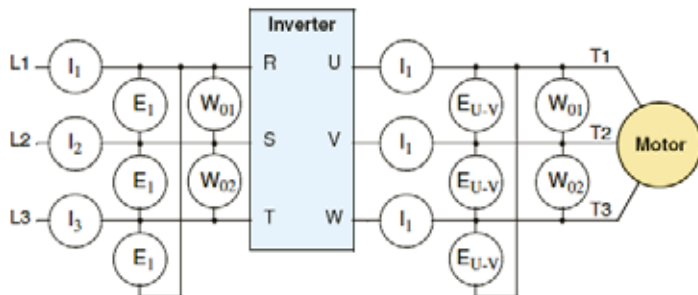 Inverter
L1 I1 R U I1 T1
E1 W01 EU-V W01
L2 I2 S V I1 T2 Motor
E1 W02 EU-V W02
L3 I3 T W I1 T3
E1 EU-V